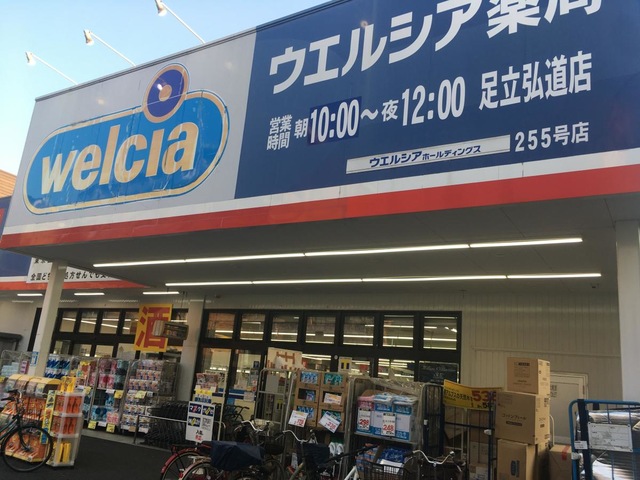 ウエルシア薬局
welcia
営業時間 朝10:00～夜12:00 足立弘道店
ウエルシアホールディングス 255号店
酒